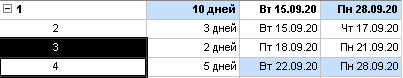 1 10 дней Вт 15.09.20 Пн 28.09.20
2 3 дней Вт 15.09.20 Чт 17.09.20
3 2 дней Пт 18.09.20 Пн 21.09.20
4 5 дней Вт 22.09.20 Пн 28.09.20